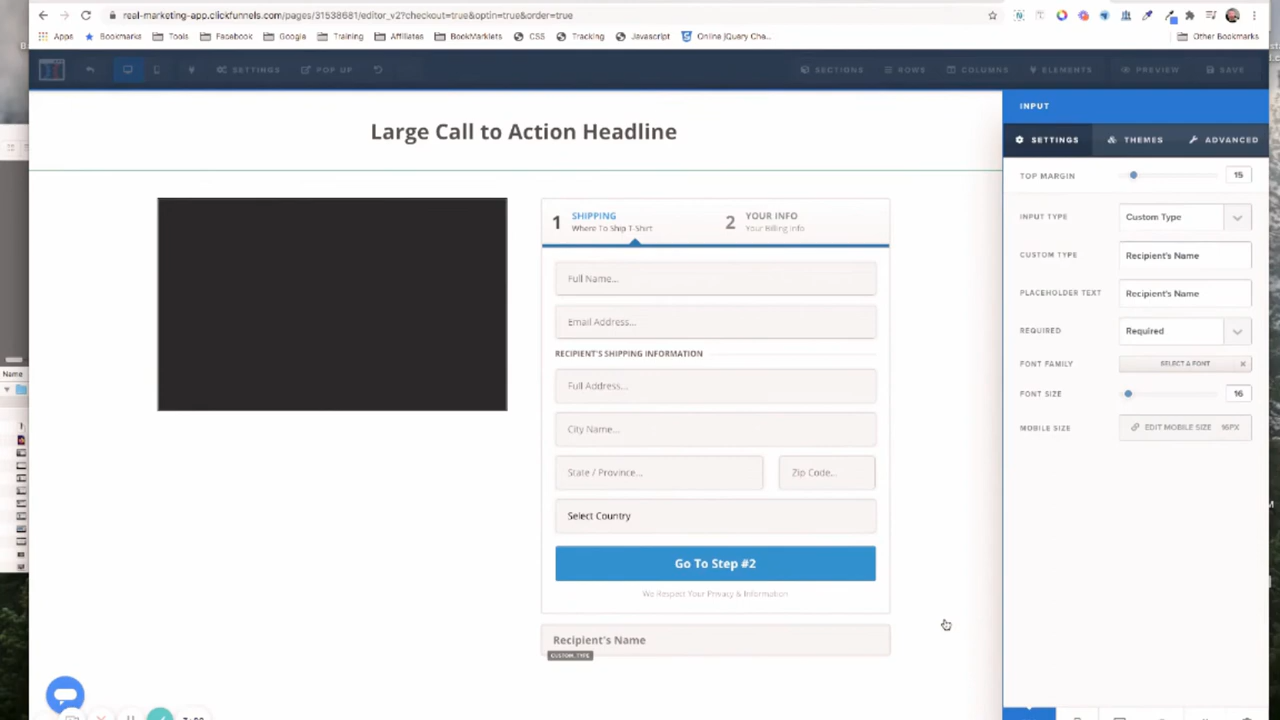 real-marketing-app.clickfunnels.com/pages/31538681/editor_v2?checkout=true&optin=true&order=true
Apps Bookmarks Tools Facebook Google Training Affiliates BookMarklets CSS Tracking Javascript Online jQuery Che... Other Bookmarks
SETTINGS POP UP SECTIONS ROWS COLUMNS ELEMENTS PREVIEW SAVE
INPUT
Large Call to Action Headline
SETTINGS THEMES ADVANCED
TOP MARGIN 15
1 SHIPPING
Where To Ship T-Shirt
2 YOUR INFO
Your Billing Info
INPUT TYPE Custom Type
CUSTOM TYPE Recipient's Name
PLACEHOLDER TEXT Recipient's Name
REQUIRED Required
FONT FAMILY SELECT A FONT ×
FONT SIZE 16
MOBILE SIZE EDIT MOBILE SIZE 16PX
Full Name...
Email Address...
RECIPIENT'S SHIPPING INFORMATION
Full Address...
City Name...
State / Province... Zip Code...
Select Country
Go To Step #2
We Respect Your Privacy & Information
Recipient's Name
CUSTOM_TYPE
Name